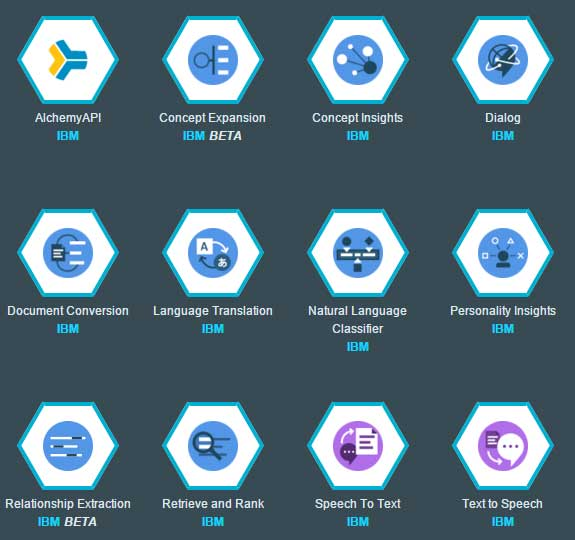 AlchemyAPI
IBM
Concept Expansion
IBM BETA
Concept Insights
IBM
Dialog
IBM
Document Conversion
IBM
A
あ
Language Translation
IBM
Natural Language
Classifier
IBM
Personality Insights
IBM
Relationship Extraction
IBM BETA
Retrieve and Rank
IBM
Speech To Text
IBM
Text to Speech
IBM